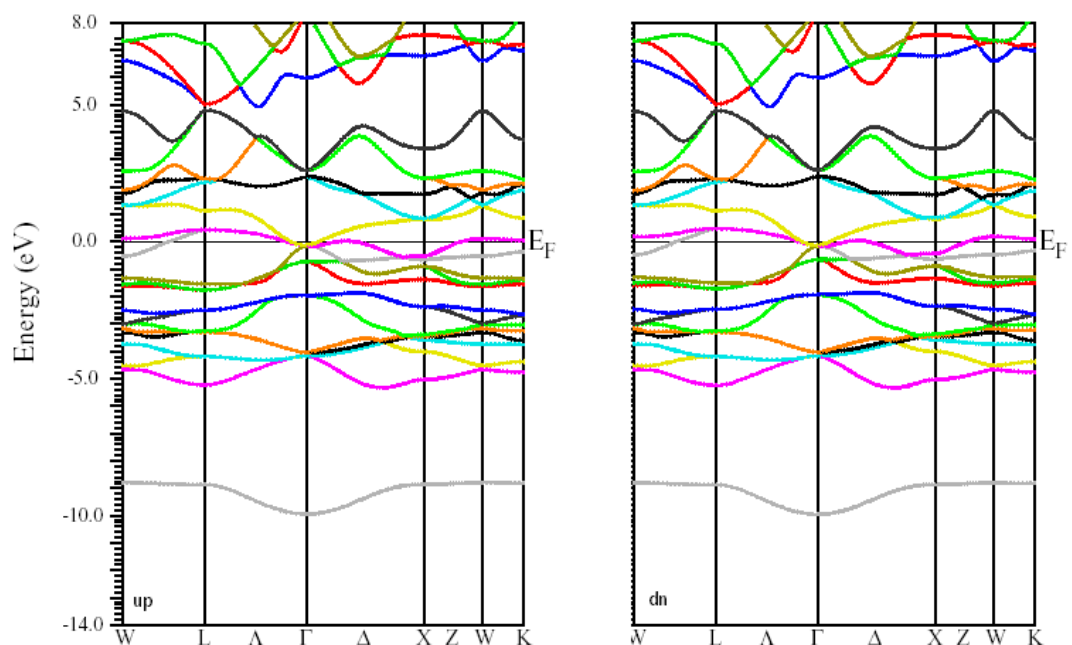 Energy (eV)
8.0
5.0
0.0
-5.0
-10.0
-14.0
up
W L Λ Γ Δ X Z W K
E_F
dn
W L Λ Γ Δ X Z W K
E_F